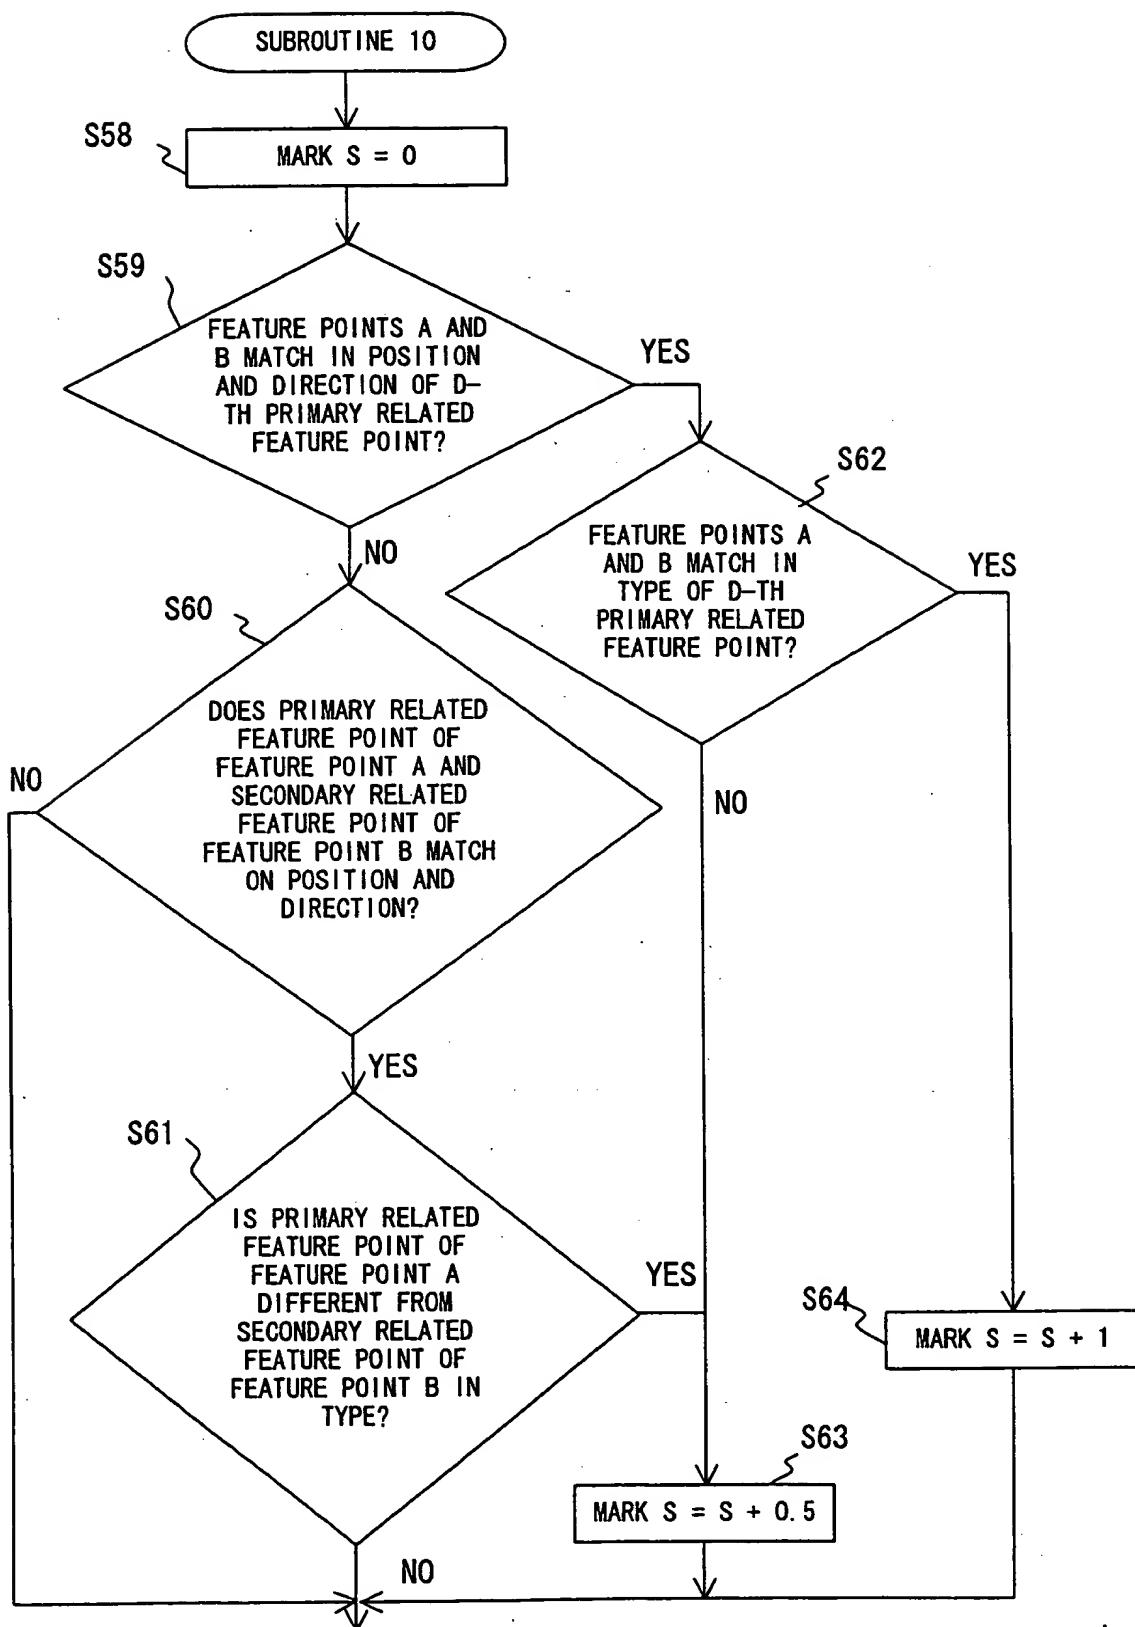 SUBROUTINE 10
S58
MARK S = 0
S59
FEATURE POINTS A AND
B MATCH IN POSITION
AND DIRECTION OF D-
TH PRIMARY RELATED
FEATURE POINT?
YES
NO
S62
FEATURE POINTS A
AND B MATCH IN
TYPE OF D-TH
PRIMARY RELATED
FEATURE POINT?
YES
NO
S60
DOES PRIMARY RELATED
FEATURE POINT OF
FEATURE POINT A AND
SECONDARY RELATED
FEATURE POINT OF
FEATURE POINT B MATCH
ON POSITION AND
DIRECTION?
NO
YES
S61
IS PRIMARY RELATED
FEATURE POINT OF
FEATURE POINT A
DIFFERENT FROM
SECONDARY RELATED
FEATURE POINT OF
FEATURE POINT B IN
TYPE?
YES
NO
S64
MARK S = S + 1
S63
MARK S = S + 0.5